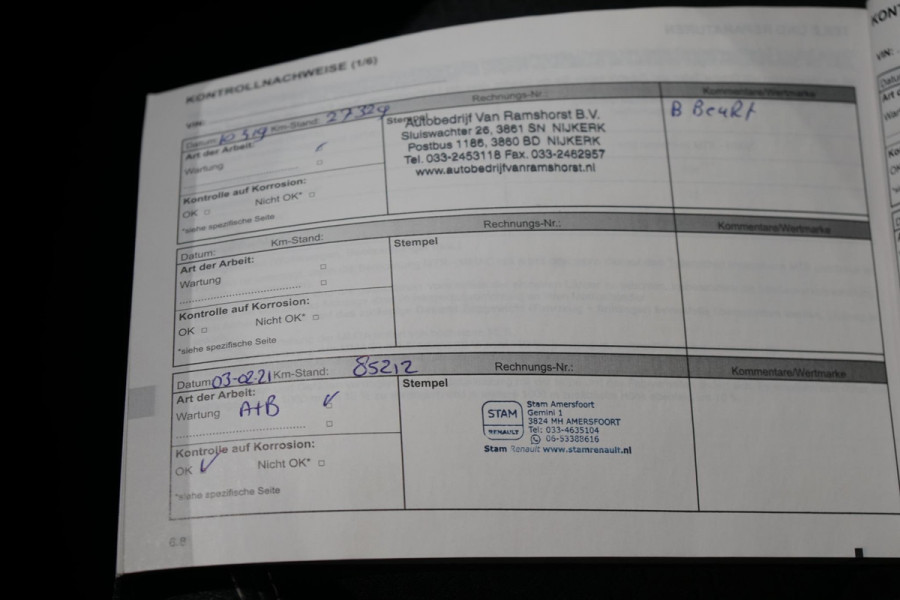 KONTROLLNACHWEISE (1/6)
VIN:
Rechnungs-Nr.:
Kommentare/Wertmarke
Datum: Km-Stand: 27329
Stempel
B Beurt
Art der Arbeit:
Wartung
Autobedrijf Van Ramshorst B.V.
Sluiswachter 26, 3861 SN NIJKERK
Postbus 1186, 3860 BD NIJKERK
Tel. 033-2453118 Fax. 033-2462957
www.autobedrijfvanramshorst.nl
Kontrolle auf Korrosion:
OK Nicht OK*
*siehe spezifische Seite
Datum: Km-Stand: Rechnungs-Nr.: Kommentare/Wertmarke
Art der Arbeit:
Stempel
Wartung
Kontrolle auf Korrosion:
OK Nicht OK*
*siehe spezifische Seite
Datum: 03-02-21 Km-Stand: 85212 Rechnungs-Nr.: Kommentare/Wertmarke
Art der Arbeit:
Stempel
Wartung A+B
STAM
RENAULT
Stam Amersfoort
Gemini 1
3824 MH AMERSFOORT
Tel: 033-4635104
06-53388616
Stam Renault www.stamrenault.nl
Kontrolle auf Korrosion:
OK Nicht OK*
*siehe spezifische Seite
6.8
VIN: